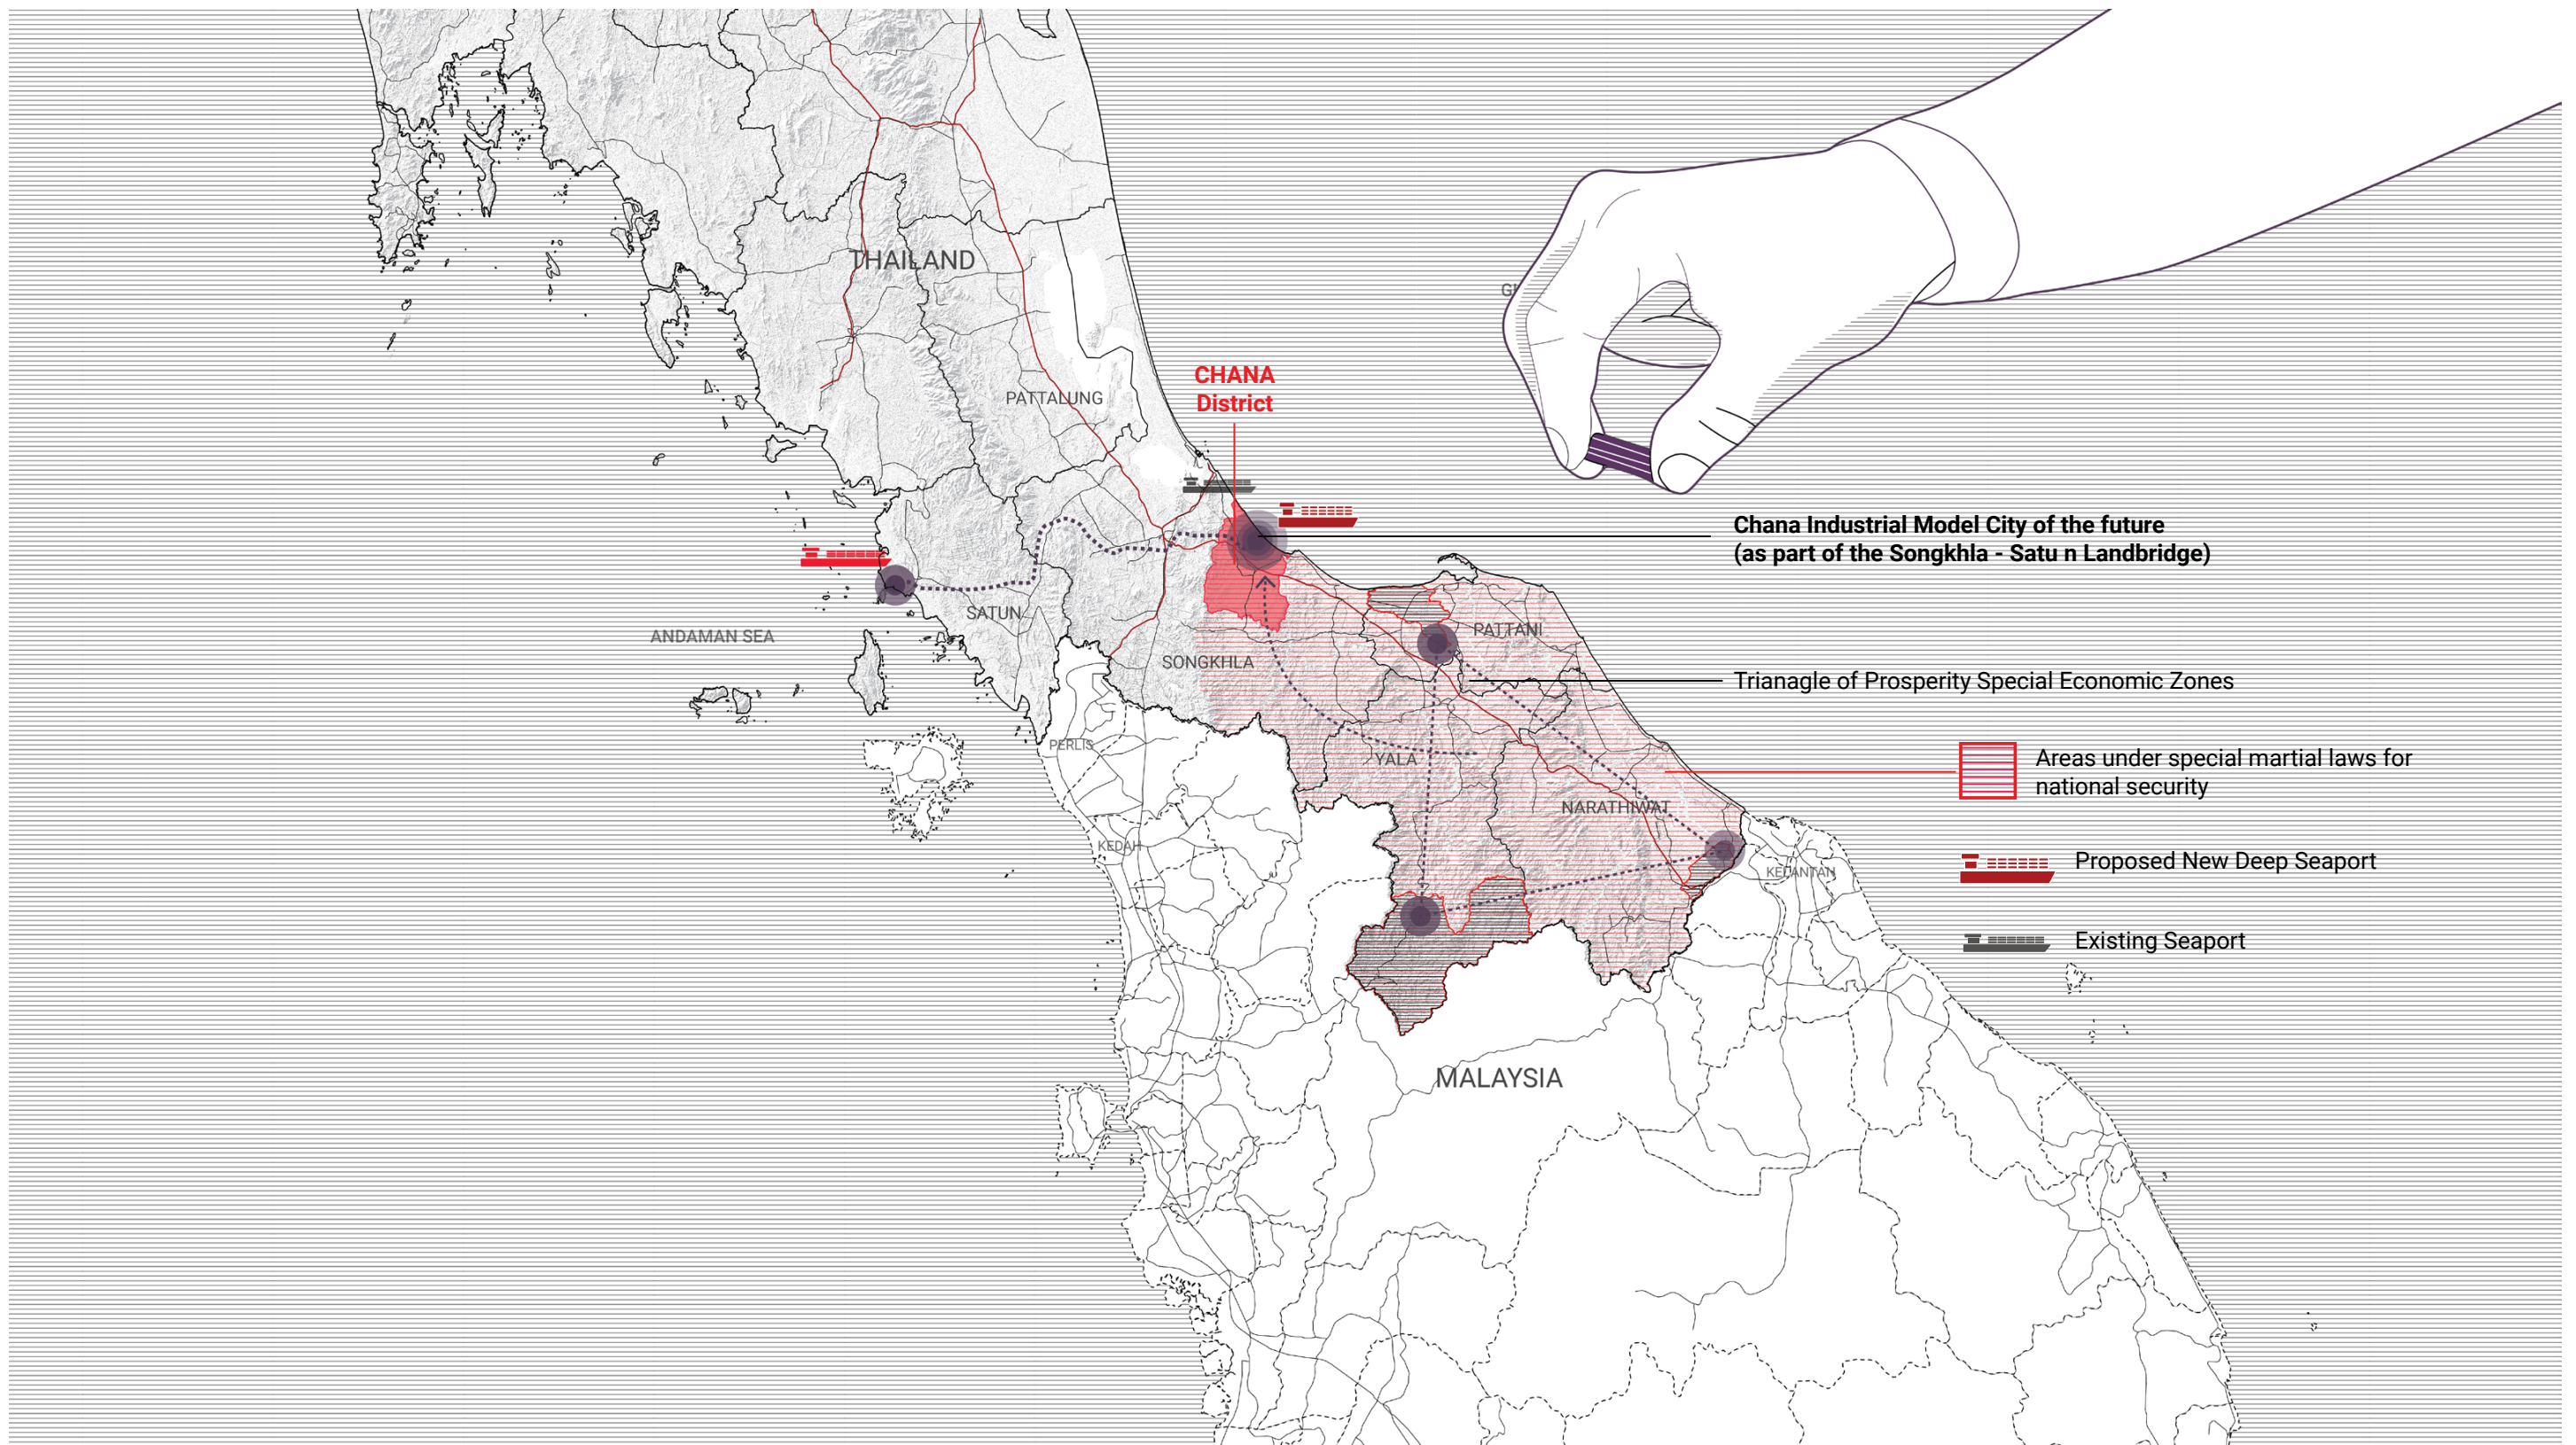 THAILAND
GU
PATTALUNG
CHANA
District
Chana Industrial Model City of the future
(as part of the Songkhla - Satu n Landbridge)
SATUN
ANDAMAN SEA
PATTANI
SONGKHLA
Trianagle of Prosperity Special Economic Zones
PERLIS
YALA
Areas under special martial laws for
national security
NARATHIWAT
KEDAH
KELANTAN
Proposed New Deep Seaport
Existing Seaport
MALAYSIA